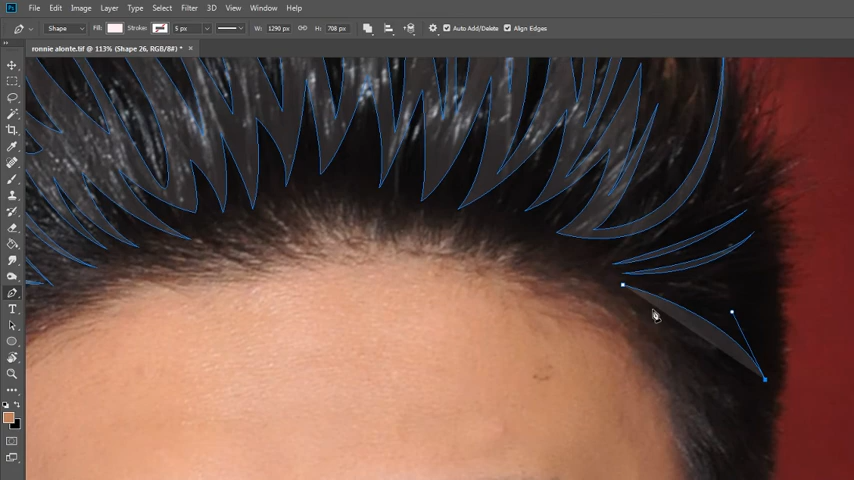 Ps File Edit Image Layer Type Select Filter 3D View Window Help
Shape Fill: Stroke: 5 px W: 1290 px H: 708 px Auto Add/Delete Align Edges
ronnie alonte.tif @ 113% (Shape 26, RGB/8#) * ×
T